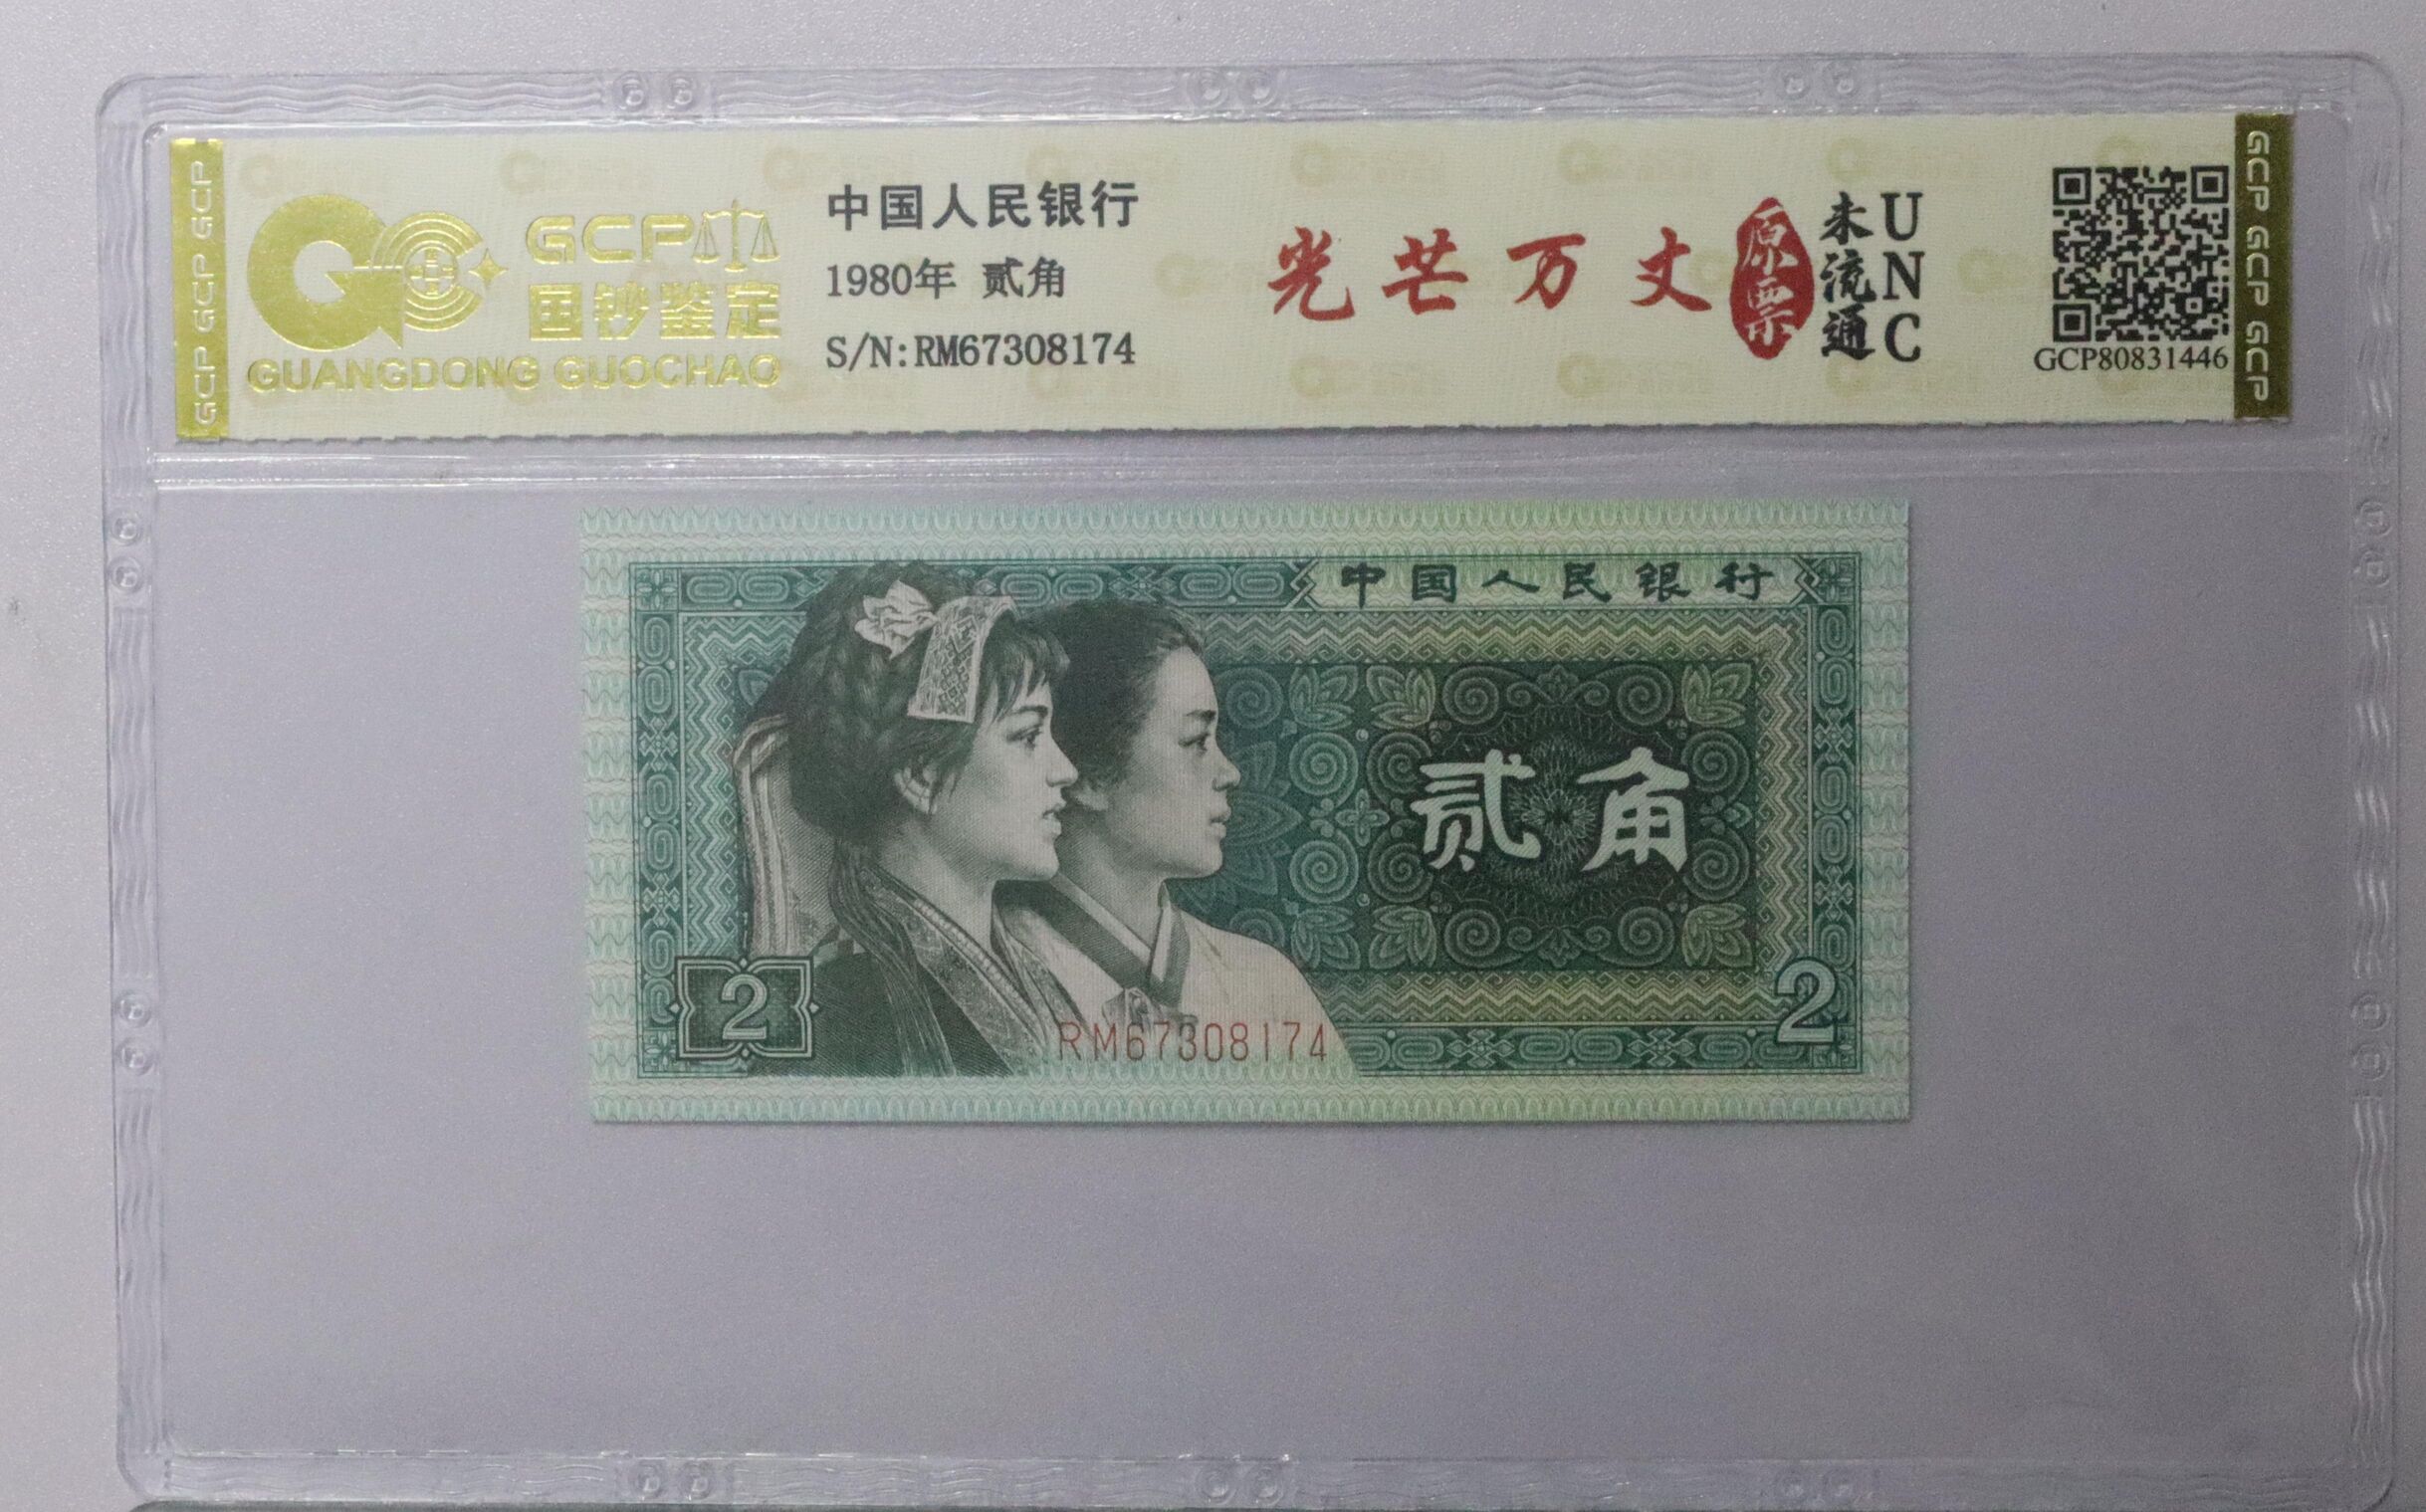 GCP GCP GCP
GCP
国钞鉴定
GUANGDONG GUOCHAO
中国人民银行
1980年 贰角
S/N:RM67308174
光芒万丈
原票
未流通
UNC
GCP80831446
GCP GCP GCP
中国人民银行
贰角
2
2
RM67308174